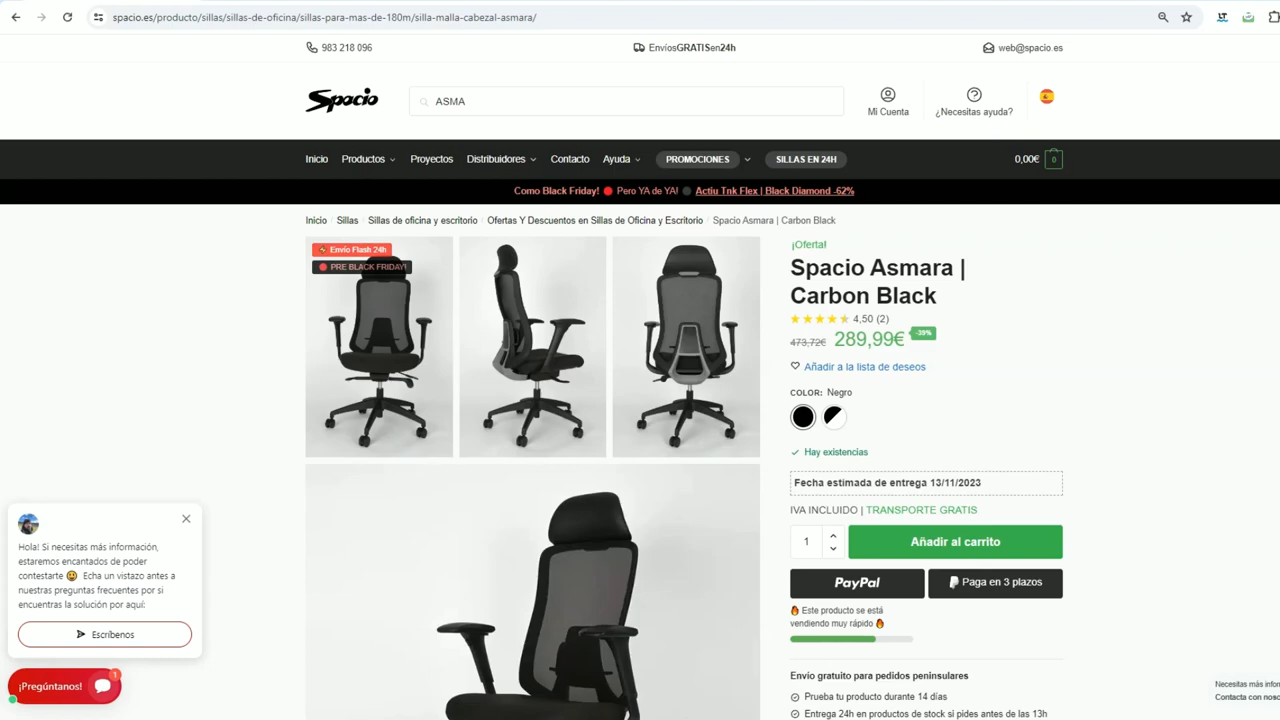 spacio.es/producto/sillas/sillas-de-oficina/sillas-para-mas-de-180m/silla-malla-cabezal-asmara/
983 218 096
EnvíosGRATISen24h
web@spacio.es
Spacio
ASMA
Mi Cuenta
¿Necesitas ayuda?
Inicio Productos Proyectos Distribuidores Contacto Ayuda PROMOCIONES SILLAS EN 24H 0,00€ 0
Como Black Friday! 🔴 Pero YA de YA! ⚫ Actiu Tnk Flex | Black Diamond -62%
Inicio / Sillas / Sillas de oficina y escritorio / Ofertas Y Descuentos en Sillas de Oficina y Escritorio / Spacio Asmara | Carbon Black
Envío Flash 24h
PRE BLACK FRIDAY!
¡Oferta!
Spacio Asmara |
Carbon Black
4,50 (2)
473,72€ 289,99€ -39%
Añadir a la lista de deseos
COLOR: Negro
Hay existencias
Fecha estimada de entrega 13/11/2023
IVA INCLUIDO | TRANSPORTE GRATIS
1
Añadir al carrito
PayPal
Paga en 3 plazos
🔥 Este producto se está
vendiendo muy rápido 🔥
Envío gratuito para pedidos peninsulares
Prueba tu producto durante 14 días
Entrega 24h en productos de stock si pides antes de las 13h
Hola! Si necesitas más información,
estaremos encantados de poder
contestarte 😃 Echa un vistazo antes a
nuestras preguntas frecuentes por si
encuentras la solución por aquí:
Escríbenos
¡Pregúntanos!
1
Necesitas más infor
Contacta con noso
LT